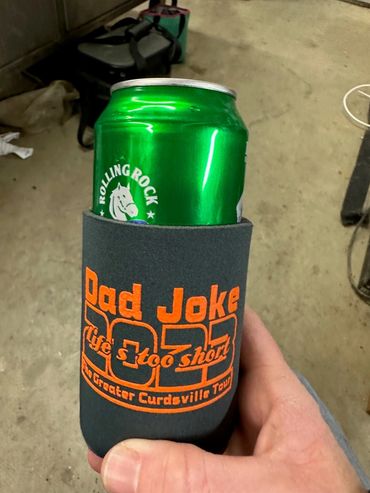 ROLLING ROCK
Dad Joke
2023
life's too short
The Greater Curdsville Tour